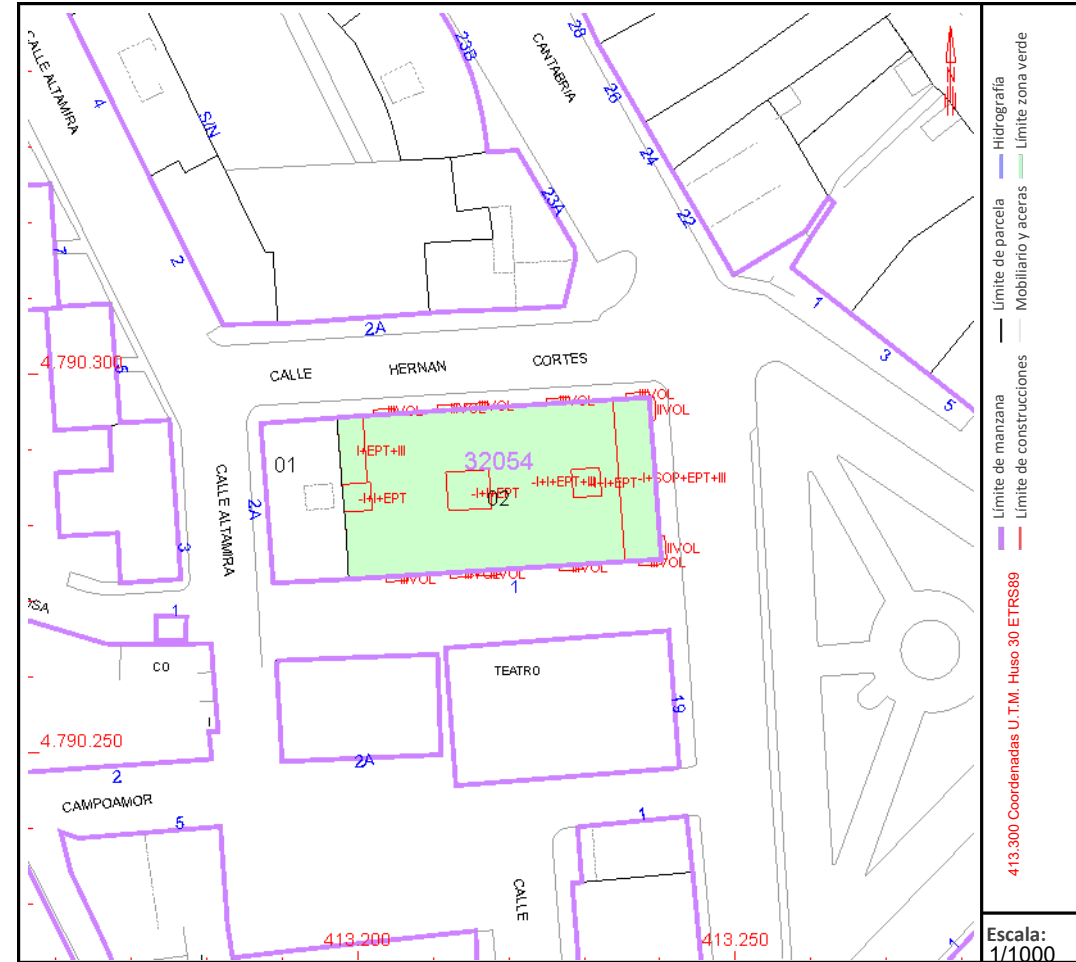 CALLE ALTAMIRA
4
S/N
2
23B
CANTABRIA
28
26
24
22
23A
7
5
2A
1
3
5
4.790.300
CALLE HERNAN CORTES
01
32054
02
I+EPT+III
-I+I+EPT
-I+I+EPT
-I+I+EPT+III
-I+EPT
-I+SOP+EPT+III
2A
CALLE ALTAMIRA
3
1
1
CO
TEATRO
19
4.790.250
2
2A
CAMPOAMOR
5
1
CALLE
413.200
413.250
1
Límite de manzana
Límite de parcela
Hidrografía
Límite de construcciones
Mobiliario y aceras
Límite zona verde
413.300 Coordenadas U.T.M. Huso 30 ETRS89
Escala:
1/1000